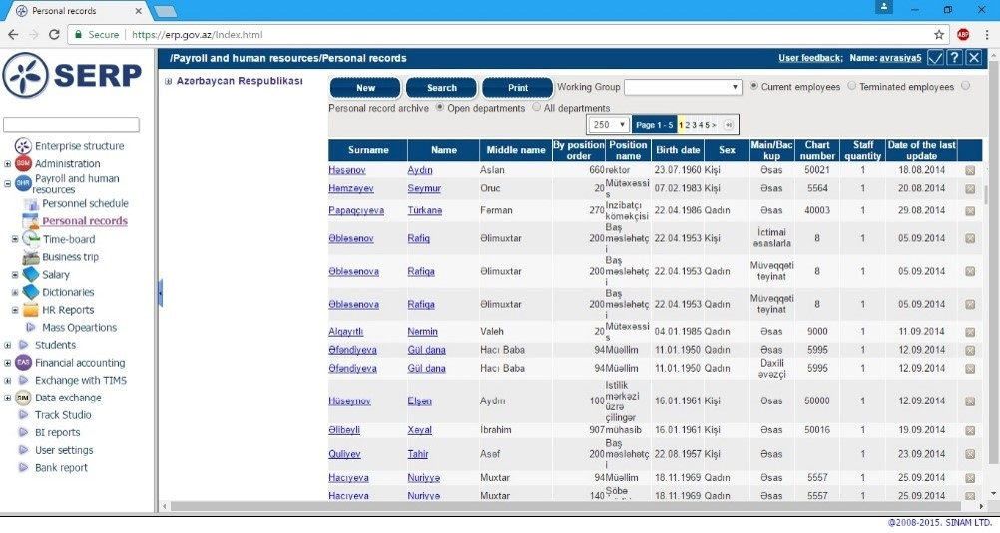 Personal records
Secure
https://erp.gov.az/Index.html
ABP
SERP
/Payroll and human resources/Personal records
User feedback; Name: avrasiya5
Azərbaycan Respublikası
New Search Print Working Group Current employees Terminated employees
Personal record archive Open departments All departments
250 Page 1 - 5 1 2 3 4 5 >
Enterprise structure
Administration
Payroll and human
resources
Personnel schedule
Personal records
Time-board
Business trip
Salary
Dictionaries
HR Reports
Mass Opeartions
Students
Financial accounting
Exchange with TIMS
Data exchange
Track Studio
BI reports
User settings
Bank report
Surname Name Middle name By position order Position name Birth date Sex Main/Bac kup Chart number Staff quantity Date of the last update
Həsənov Aydın Aslan 660 rektor 23.07.1960 Kişi Əsas 50021 1 18.08.2014
Həmzəyev Seymur Oruc 20 Mütəxəssi s 07.02.1983 Kişi Əsas 5564 1 20.08.2014
Papaqçıyeva Türkanə Fərman 270 İnzibatçı köməkçisi 22.04.1986 Qadın Əsas 40003 1 29.08.2014
Əbləsənov Rafiq Əlimuxtar 200 Baş məsləhətç i 22.04.1953 Kişi İctimai əsaslarla 8 1 05.09.2014
Əbləsənova Rafiqə Əlimuxtar 200 Baş məsləhətç i 22.04.1953 Qadın Müvəqqəti təyinat 8 1 05.09.2014
Əbləsənova Rafiqə Əlimuxtar 200 Baş məsləhətç i 22.04.1953 Qadın Müvəqqəti təyinat 8 1 05.09.2014
Alqayıtlı Nərmin Valeh 20 Mütəxəssi s 04.01.1985 Qadın Əsas 9000 1 11.09.2014
Əfəndiyeva Gül dana Hacı Baba 94 Müəllim 11.01.1950 Qadın Əsas 5995 1 12.09.2014
Əfəndiyeva Gül dana Hacı Baba 94 Müəllim 11.01.1950 Qadın Daxili əvəzçi 5995 1 12.09.2014
Hüseynov Elşən Aydın 100 İstilik mərkəzi üzrə çilingər 16.01.1961 Kişi Əsas 50000 1 12.09.2014
Əlibəyli Xəyal İbrahim 907 mühasib 16.01.1961 Kişi Əsas 50016 1 19.09.2014
Quliyev Tahir Asəf 200 Baş məsləhətç i 22.08.1957 Kişi Əsas 1 23.09.2014
Hacıyeva Nuriyyə Muxtar 94 Müəllim 18.11.1969 Qadın Əsas 5557 1 25.09.2014
Hacıyeva Nuriyyə Muxtar 140 Şöbə 18.11.1969 Qadın Əsas 5557 1 25.09.2014
@2008-2015. SINAM LTD.